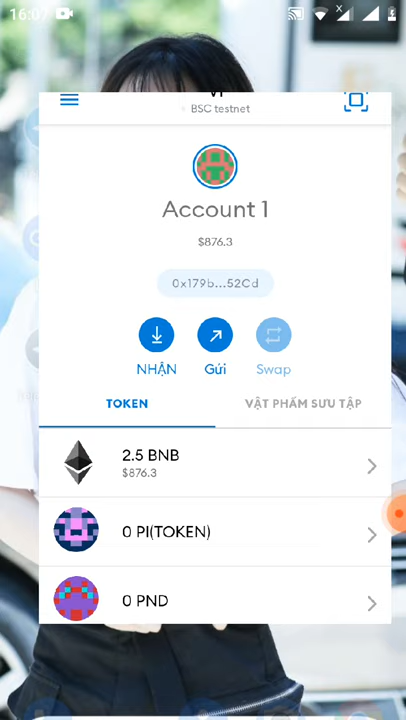 16:07
BSC testnet
Account 1
$876.3
0x179b...52Cd
NHẬN
Gửi
Swap
TOKEN
VẬT PHẨM SƯU TẬP
2.5 BNB
$876.3
0 PI(TOKEN)
0 PND